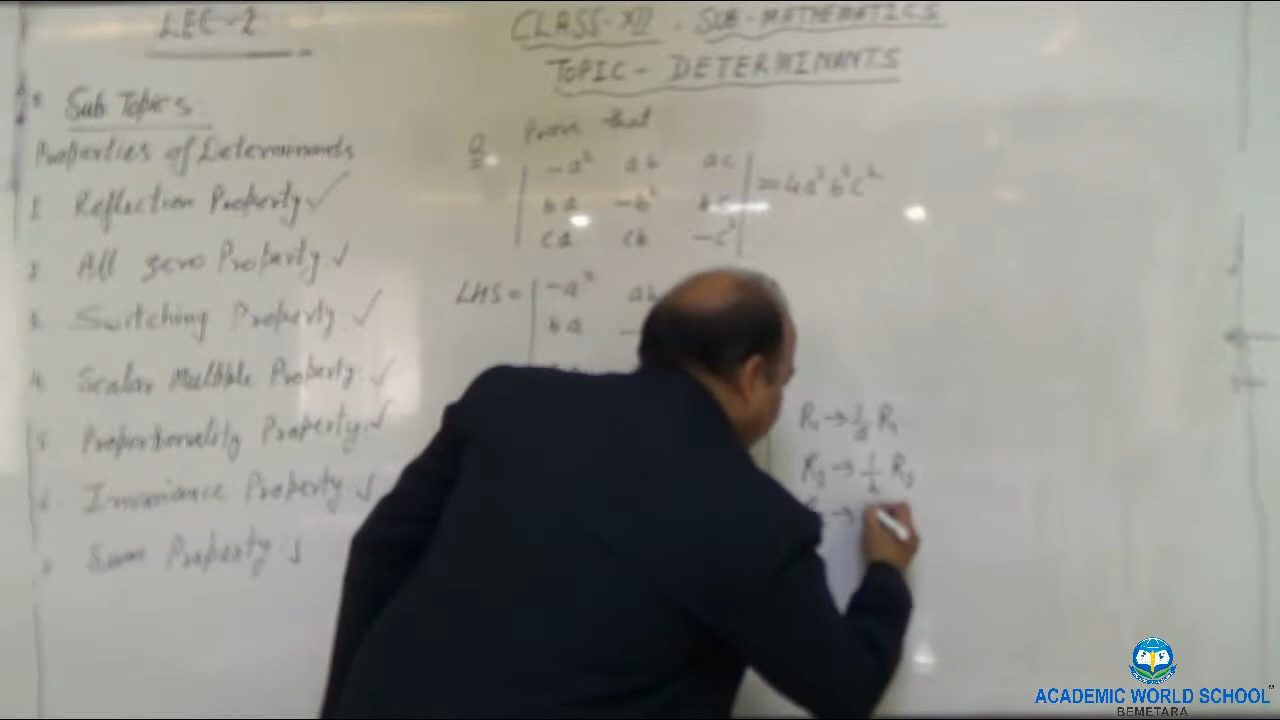 LEC-2
CLASS-XII. SUB-MATHEMATICS
TOPIC- DETERMINANTS
Sub Topics
Properties of Determinants
1. Reflection Property ✓
2. All zero Property ✓
3. Switching Property ✓
4. Scalar Multiple Property ✓
5. Proportionality Property ✓
6. Invariance Property ✓
Sum Property ✓
Q Prove that
| -a² ab ac |
| ba -b² bc | = 4a²b²c²
| ca cb -c² |
LHS = | -a² ab
ba -
R₁ → 1/a R₁
R₂ → 1/b R₂
→
ACADEMIC WORLD SCHOOL™
BEMETARA